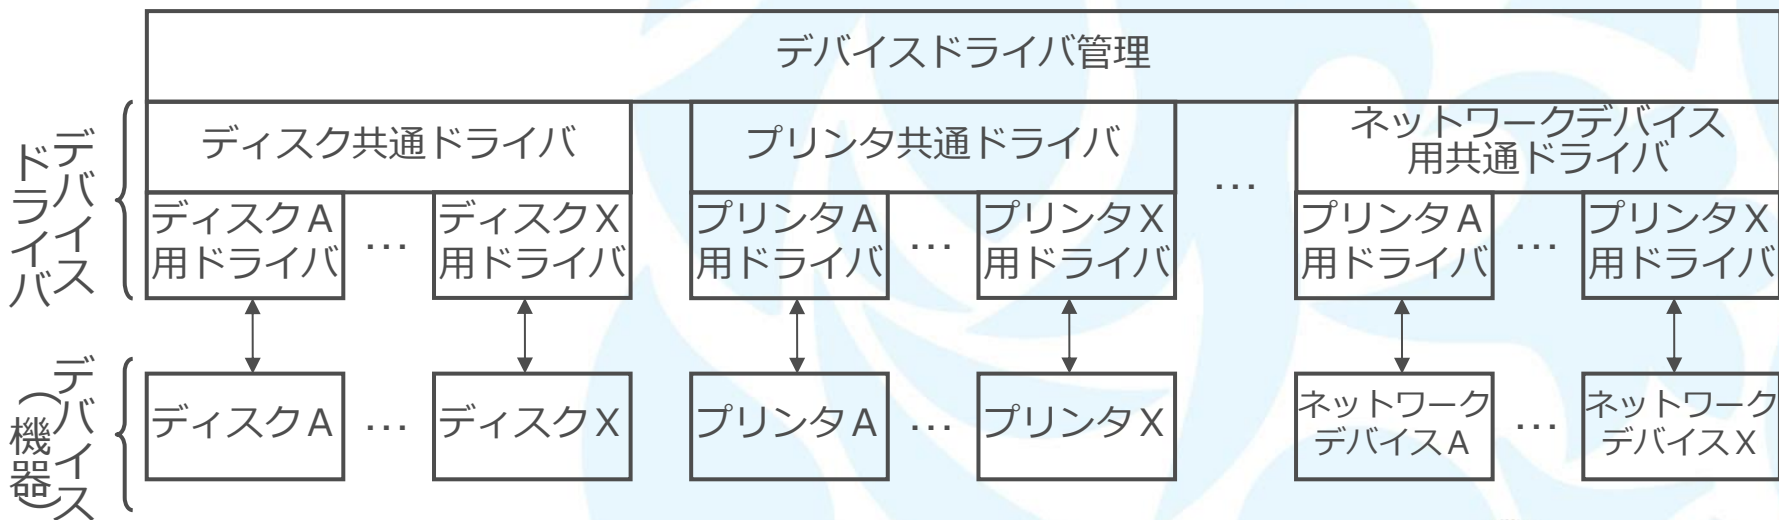 デバイスドライバ管理
デバイス
ドライバ
ディスク共通ドライバ
プリンタ共通ドライバ
…
ネットワークデバイス
用共通ドライバ
ディスクA
用ドライバ
…
ディスクX
用ドライバ
プリンタA
用ドライバ
…
プリンタX
用ドライバ
プリンタA
用ドライバ
…
プリンタX
用ドライバ
デバイス
(機器)
ディスクA
…
ディスクX
プリンタA
…
プリンタX
ネットワーク
デバイスA
…
ネットワーク
デバイスX